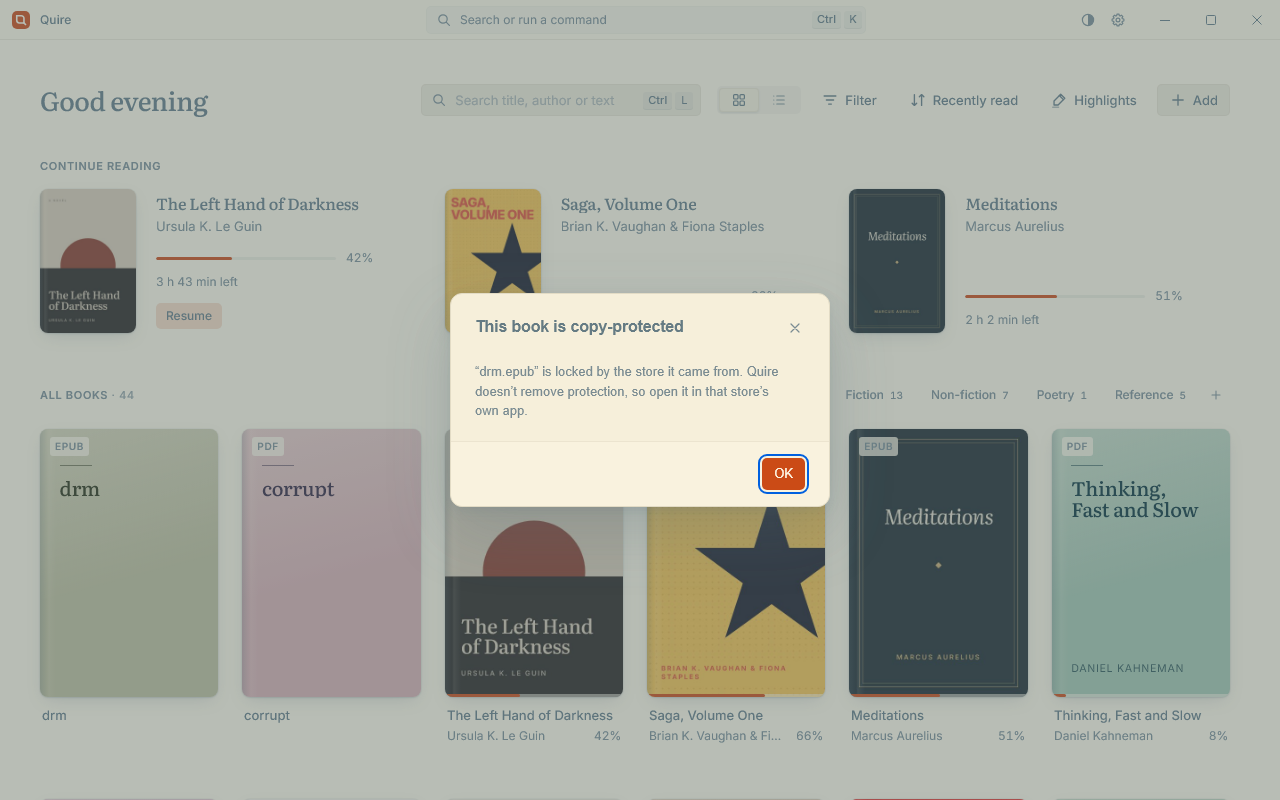 Quire
Search or run a command
Ctrl K
Good evening
Search title, author or text
Ctrl L
Filter
Recently read
Highlights
Add
CONTINUE READING
The Left Hand
of Darkness
URSULA K. LE GUIN
The Left Hand of Darkness
Ursula K. Le Guin
42%
3 h 43 min left
Resume
SAGA,
VOLUME ONE
Saga, Volume One
Brian K. Vaughan & Fiona Staples
Meditations
MARCUS AURELIUS
Meditations
Marcus Aurelius
51%
2 h 2 min left
This book is copy-protected
“drm.epub” is locked by the store it came from. Quire
doesn’t remove protection, so open it in that store’s
own app.
OK
ALL BOOKS · 44
Fiction 13
Non-fiction 7
Poetry 1
Reference 5
EPUB
drm
drm
PDF
corrupt
corrupt
The Left Hand
of Darkness
URSULA K. LE GUIN
The Left Hand of Darkness
Ursula K. Le Guin
42%
BRIAN K. VAUGHAN & FIONA
STAPLES
Saga, Volume One
Brian K. Vaughan & Fi...
66%
EPUB
Meditations
MARCUS AURELIUS
Meditations
Marcus Aurelius
51%
PDF
Thinking,
Fast and Slow
DANIEL KAHNEMAN
Thinking, Fast and Slow
Daniel Kahneman
8%